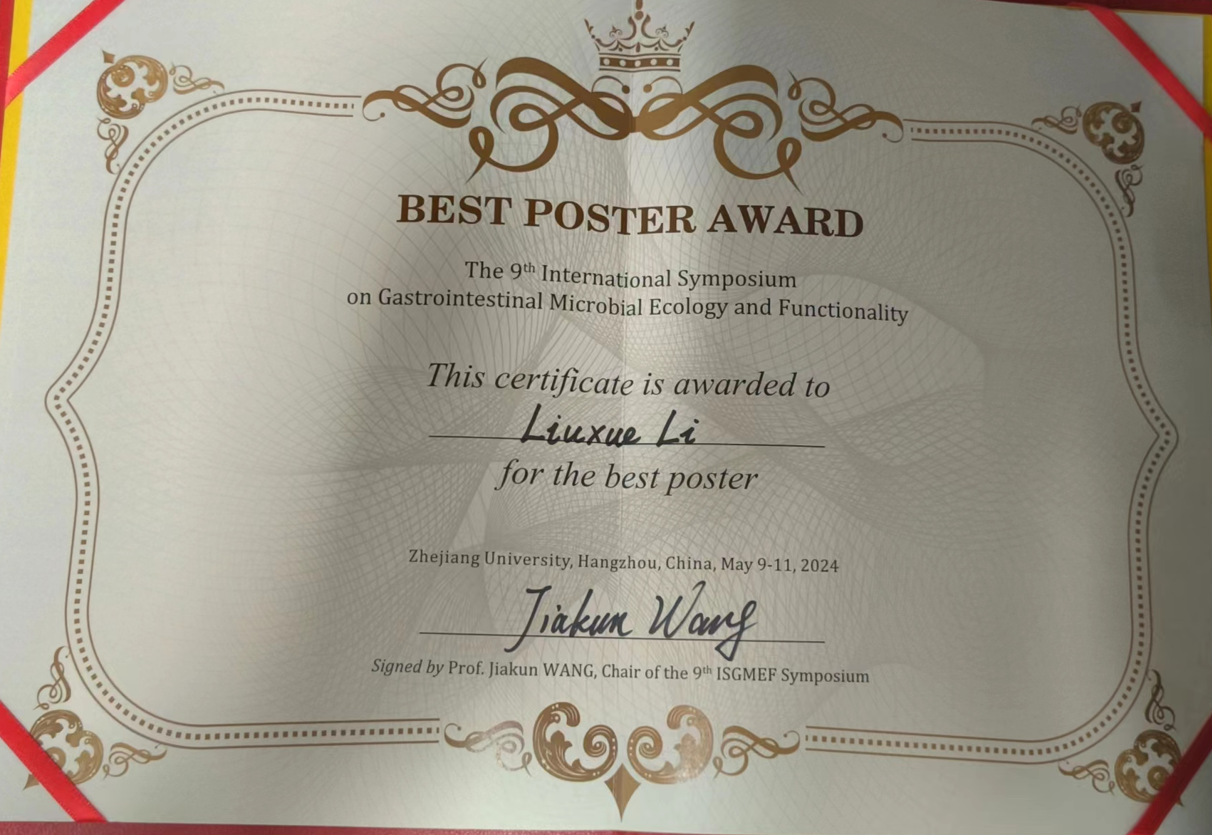 BEST POSTER AWARD
The 9th International Symposium
on Gastrointestinal Microbial Ecology and Functionality
This certificate is awarded to
Liuxue Li
for the best poster
Zhejiang University, Hangzhou, China, May 9-11, 2024
Jiakun Wang
Signed by Prof. Jiakun WANG, Chair of the 9th ISGMEF Symposium